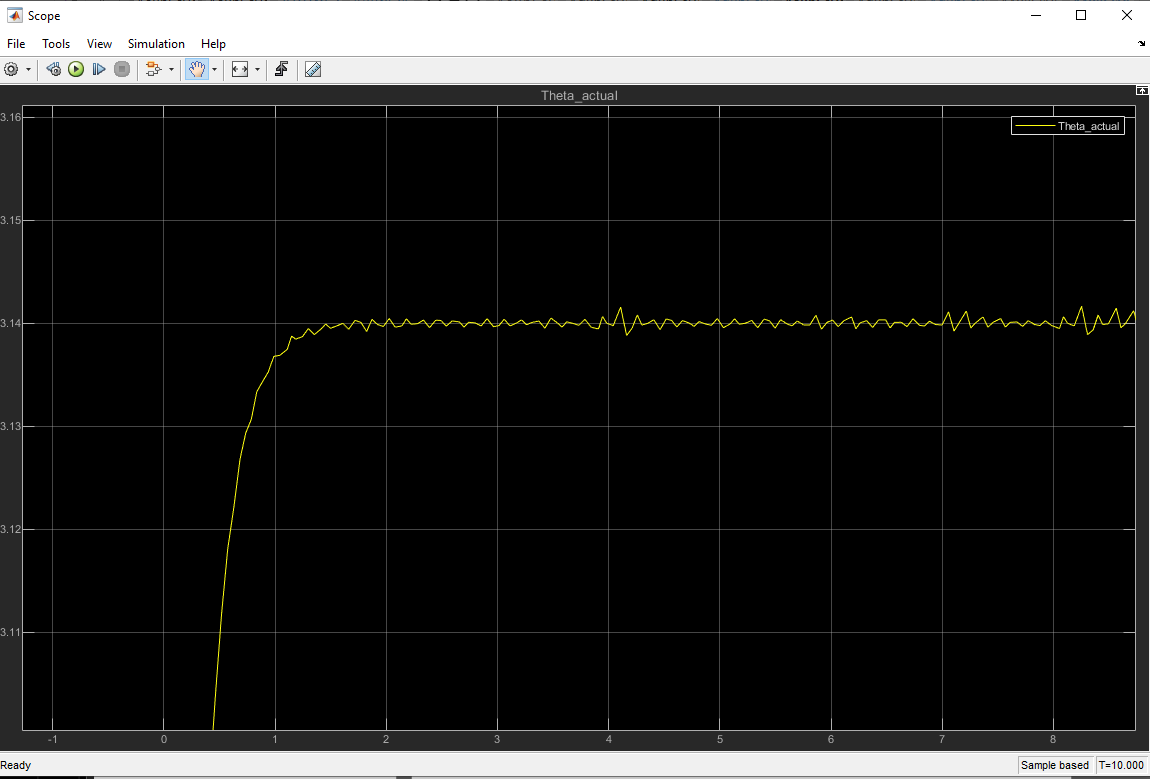 Scope
File Tools View Simulation Help
Theta_actual
Theta_actual
3.16
3.15
3.14
3.13
3.12
3.11
-1 0 1 2 3 4 5 6 7 8
Ready Sample based T=10.000